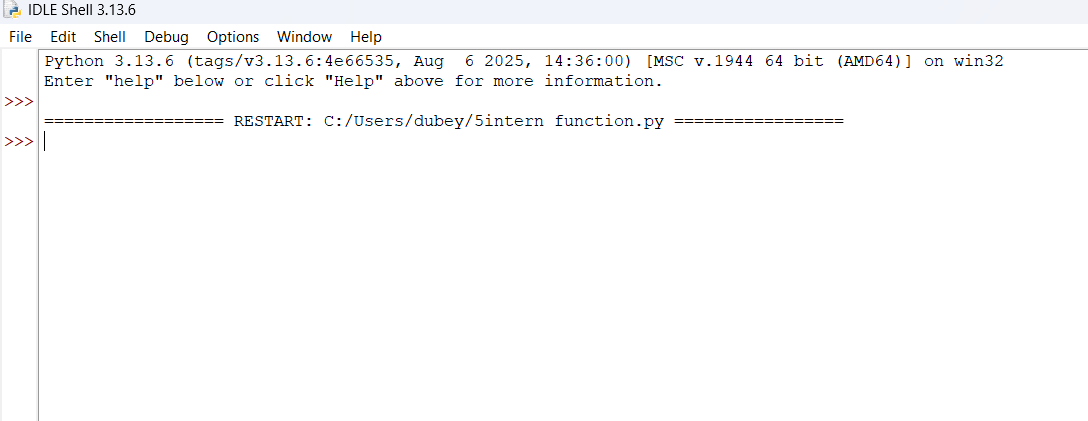 IDLE Shell 3.13.6
File Edit Shell Debug Options Window Help
Python 3.13.6 (tags/v3.13.6:4e66535, Aug  6 2025, 14:36:00) [MSC v.1944 64 bit (AMD64)] on win32
Enter "help" below or click "Help" above for more information.
>>>
================== RESTART: C:/Users/dubey/5intern function.py =================
>>>